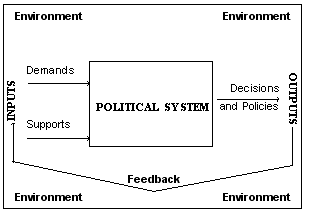 Environment
Environment
Demands
INPUTS
POLITICAL SYSTEM
Decisions
and Policies
OUTPUTS
Supports
Feedback
Environment
Environment